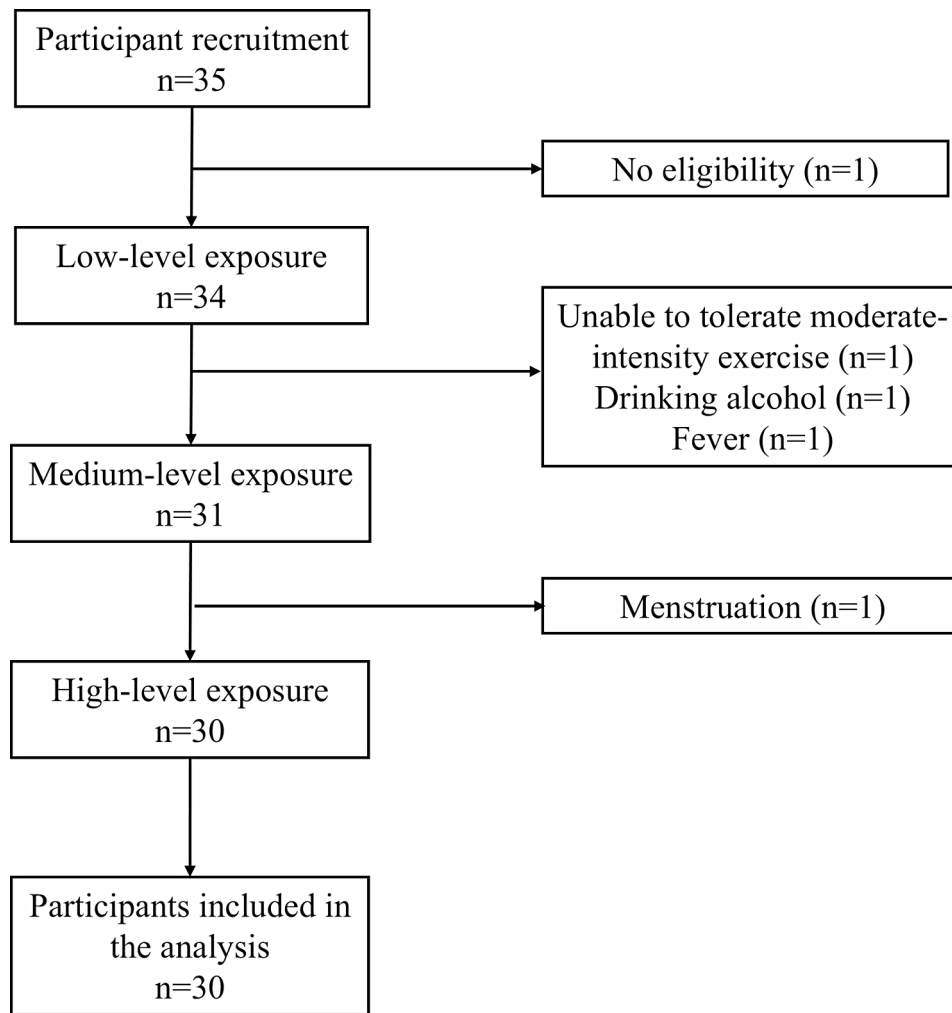 Participant recruitment
n=35
No eligibility (n=1)
Low-level exposure
n=34
Unable to tolerate moderate-
intensity exercise (n=1)
Drinking alcohol (n=1)
Fever (n=1)
Medium-level exposure
n=31
Menstruation (n=1)
High-level exposure
n=30
Participants included in
the analysis
n=30